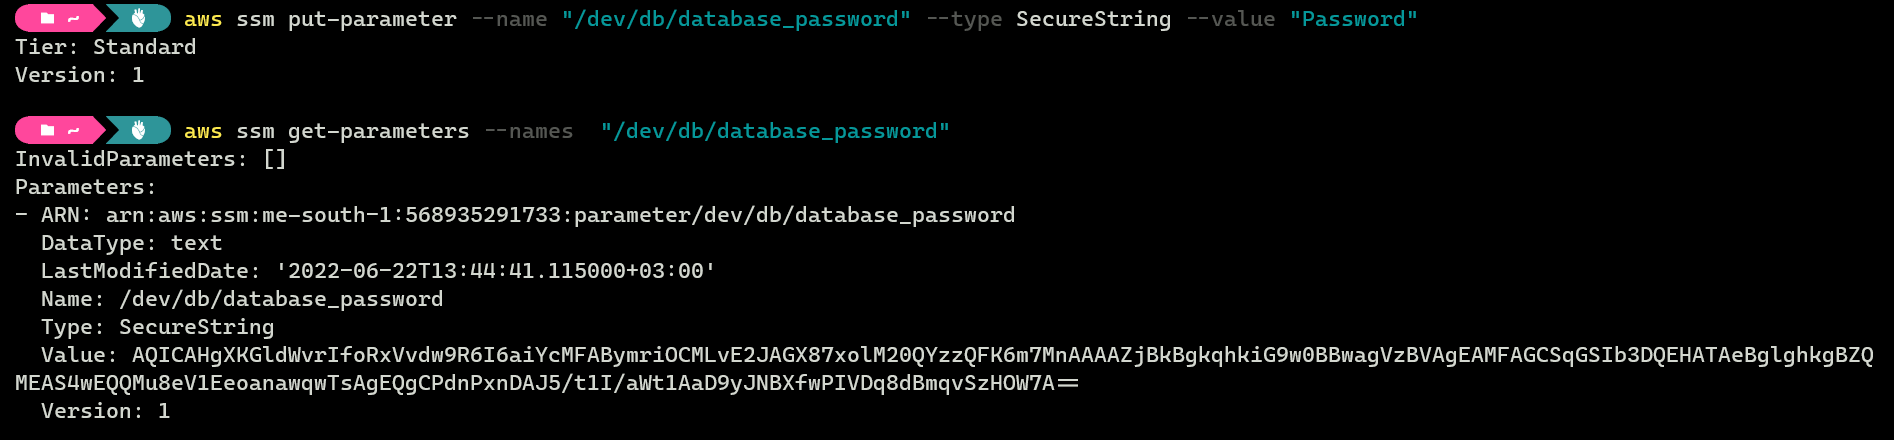 ~ aws ssm put-parameter --name "/dev/db/database_password" --type SecureString --value "Password"
Tier: Standard
Version: 1
~ aws ssm get-parameters --names  "/dev/db/database_password"
InvalidParameters: []
Parameters:
- ARN: arn:aws:ssm:me-south-1:568935291733:parameter/dev/db/database_password
  DataType: text
  LastModifiedDate: '2022-06-22T13:44:41.115000+03:00'
  Name: /dev/db/database_password
  Type: SecureString
  Value: AQICAHgXKGldWvrIfoRxVvdw9R6I6aiYcMFABymriOCMLvE2JAGX87xolM20QYzzQFK6m7MnAAAAZjBkBgkqhkiG9w0BBwagVzBVAgEAMFAGCSqGSIb3DQEHATAeBglghkgBZQ
MEAS4wEQQMu8eV1EeoanawqwTsAgEQgCPdnPxnDAJ5/t1I/aWt1AaD9yJNBXfwPIVDq8dBmqvSzHOW7A==
  Version: 1